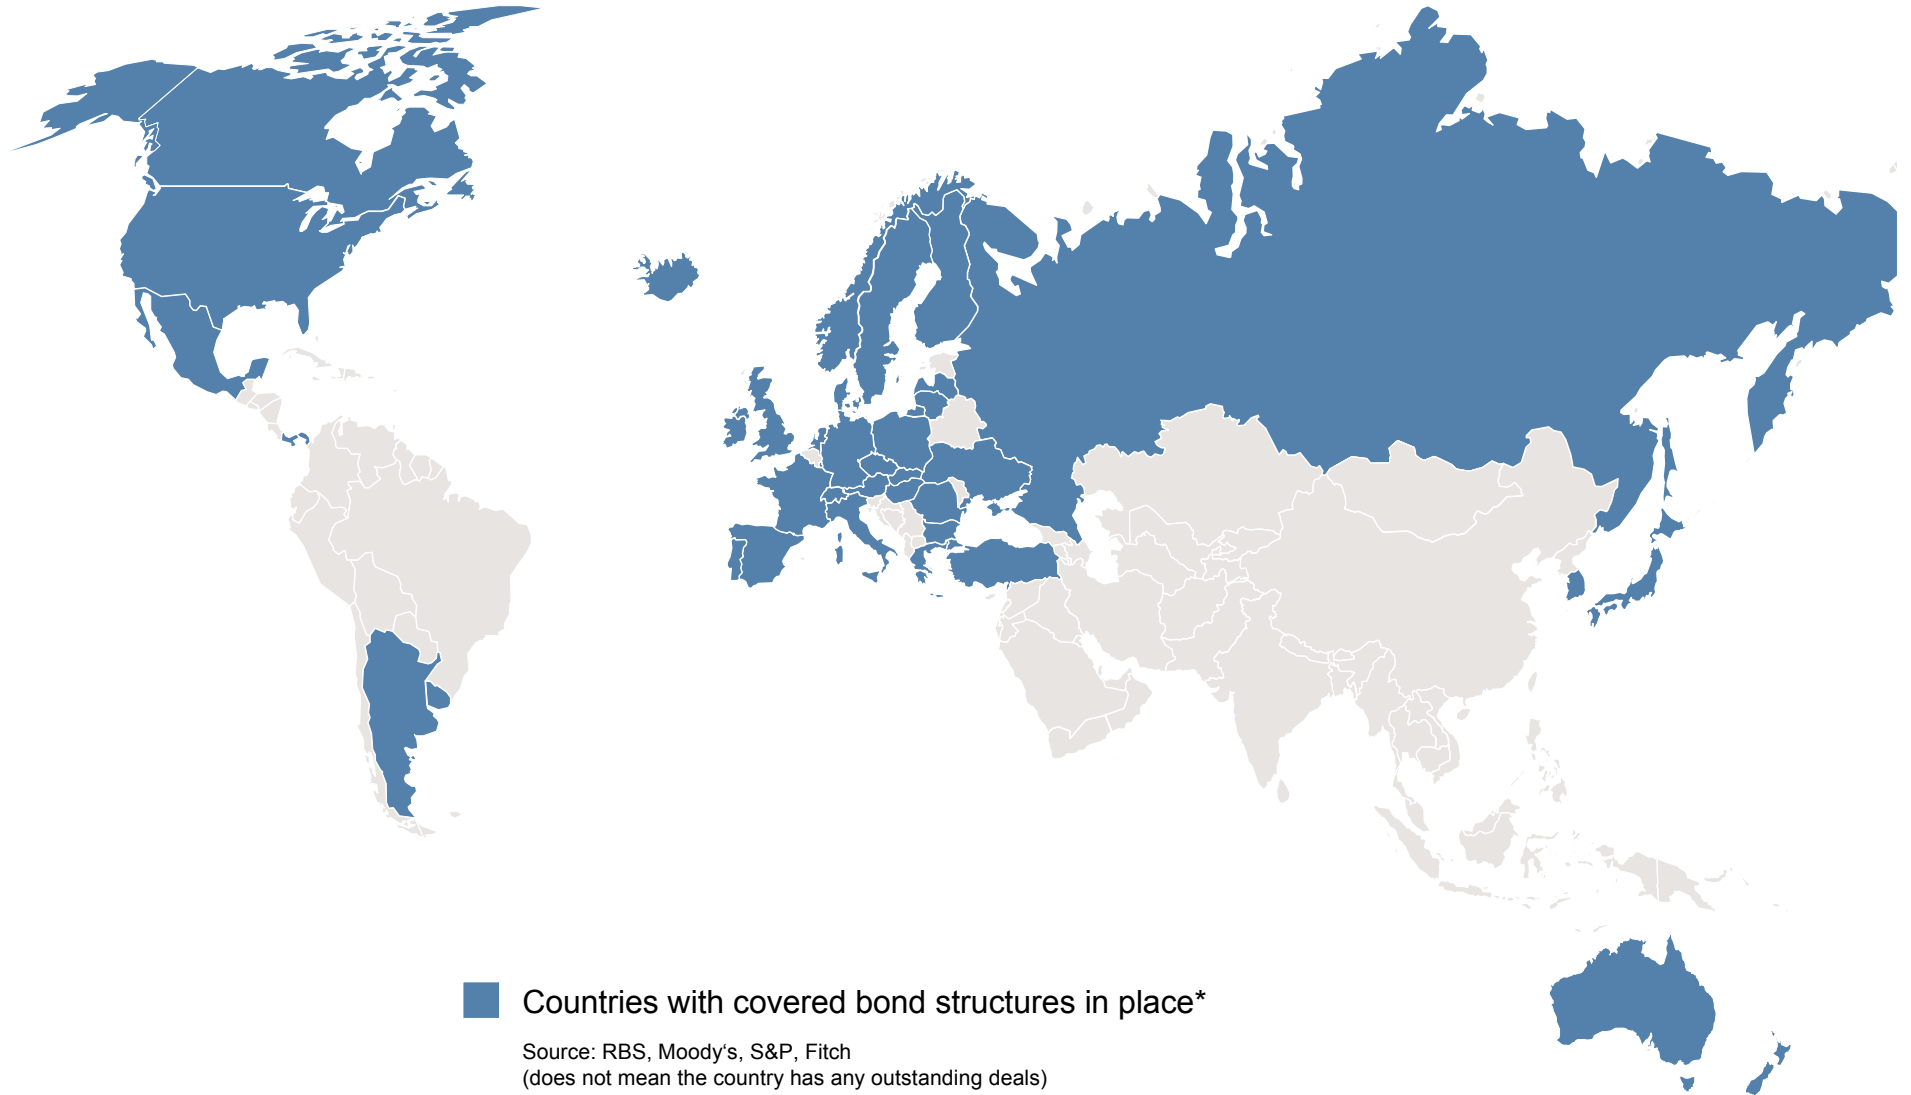 Countries with covered bond structures in place*
Source: RBS, Moody‘s, S&P, Fitch
(does not mean the country has any outstanding deals)